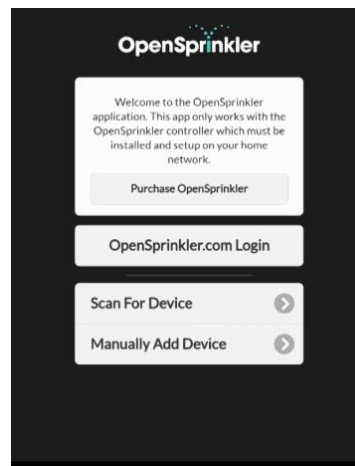 OpenSprinkler
Welcome to the OpenSprinkler
application. This app only works with the
OpenSprinkler controller which must be
installed and setup on your home
network.
Purchase OpenSprinkler
OpenSprinkler.com Login
Scan For Device
Manually Add Device